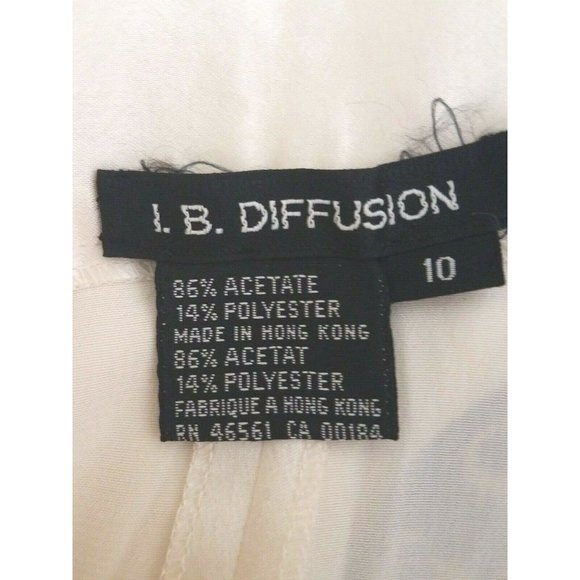 I. B. DIFFUSION
10
86% ACETATE
14% POLYESTER
MADE IN HONG KONG
86% ACETAT
14% POLYESTER
FABRIQUE A HONG KONG
RN 46561 CA 00184